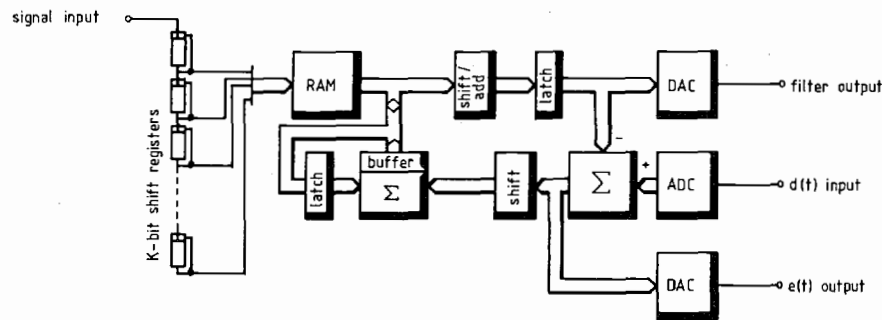 signal input
K-bit shift registers
RAM
shift/
add
latch
DAC
filter output
buffer
Σ
latch
shift
-
Σ
+
ADC
d(t) input
DAC
e(t) output